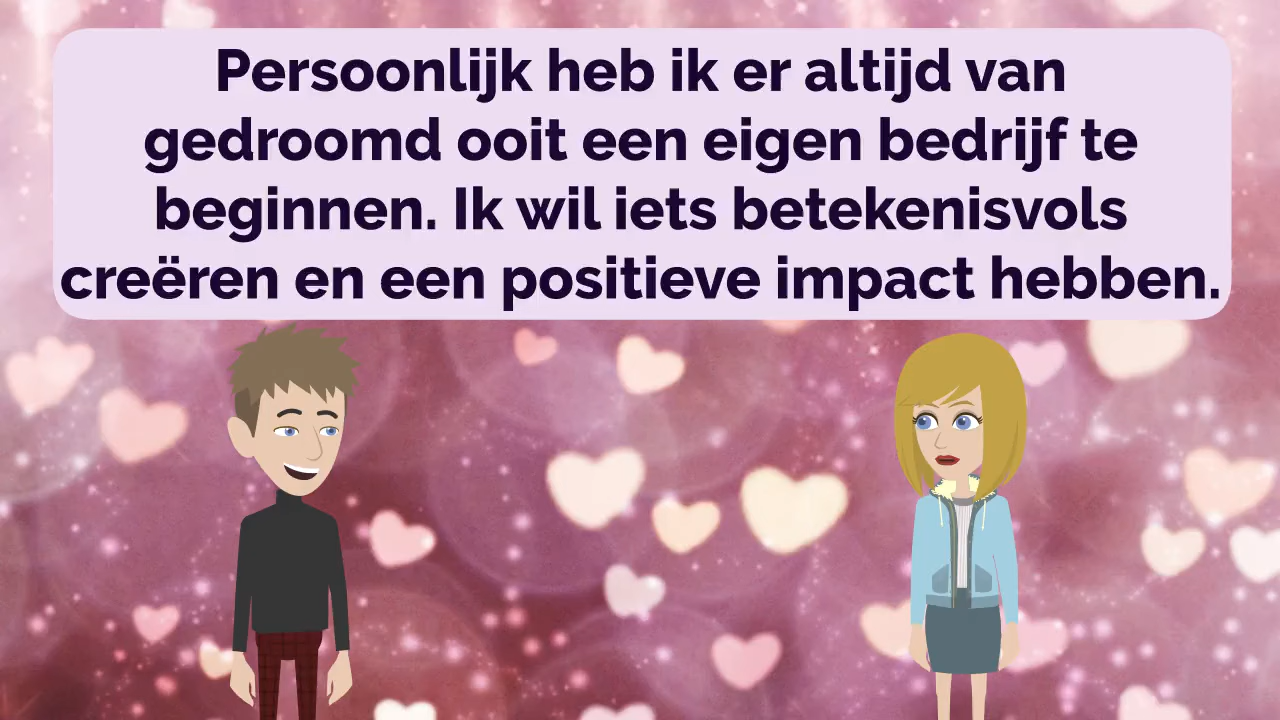 Persoonlijk heb ik er altijd van
gedroomd ooit een eigen bedrijf te
beginnen. Ik wil iets betekenisvols
creëren en een positieve impact hebben.